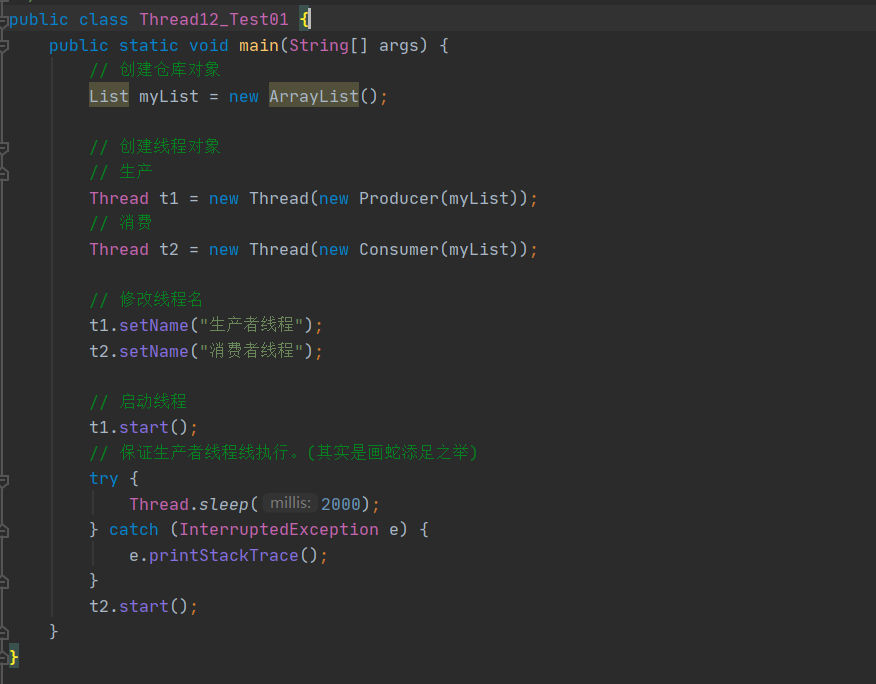 public class Thread12_Test01 {
public static void main(String[] args) {
// 创建仓库对象
List myList = new ArrayList();
// 创建线程对象
// 生产
Thread t1 = new Thread(new Producer(myList));
// 消费
Thread t2 = new Thread(new Consumer(myList));
// 修改线程名
t1.setName("生产者线程");
t2.setName("消费者线程");
// 启动线程
t1.start();
// 保证生产者线程线执行。(其实是画蛇添足之举)
try {
Thread.sleep( millis: 2000);
} catch (InterruptedException e) {
e.printStackTrace();
}
t2.start();
}
}